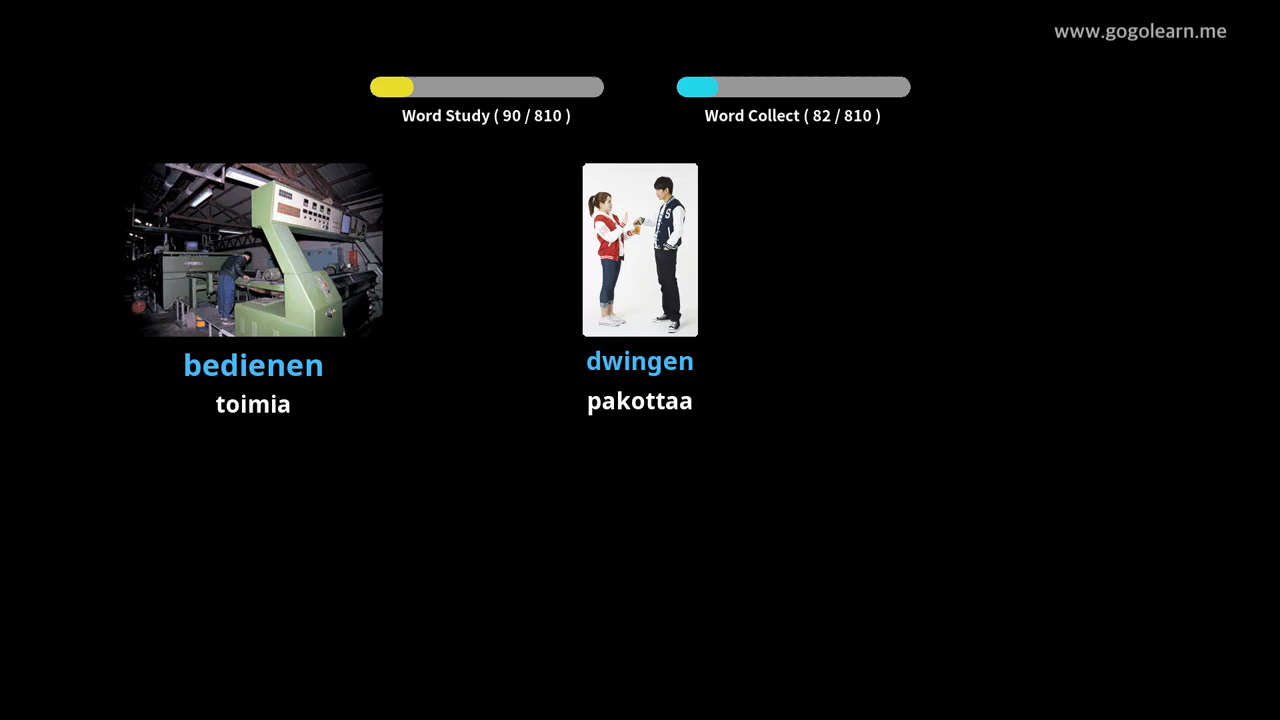 www.gogolearn.me
Word Study ( 90 / 810 )
Word Collect ( 82 / 810 )
bedienen
toimia
dwingen
pakottaa